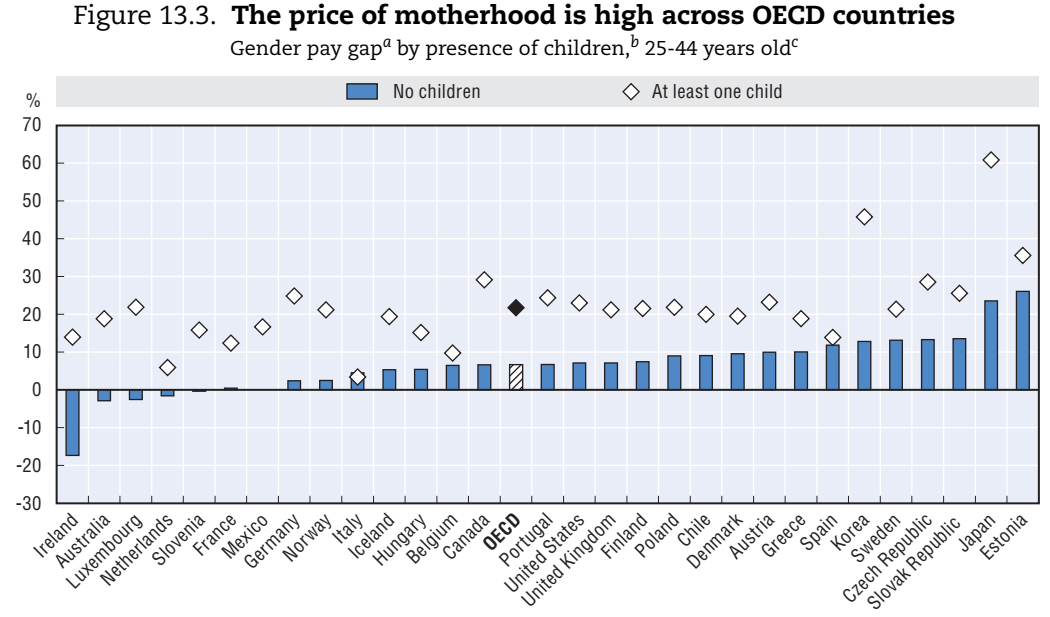 Figure 13.3. The price of motherhood is high across OECD countries
Gender pay gapa by presence of children,b 25-44 years oldc
No children
At least one child
%
70
60
50
40
30
20
10
0
-10
-20
-30
Ireland
Australia
Luxembourg
Netherlands
Slovenia
France
Mexico
Germany
Norway
Italy
Iceland
Hungary
Belgium
Canada
OECD
Portugal
United States
United Kingdom
Finland
Poland
Chile
Denmark
Austria
Greece
Spain
Korea
Sweden
Czech Republic
Slovak Republic
Japan
Estonia